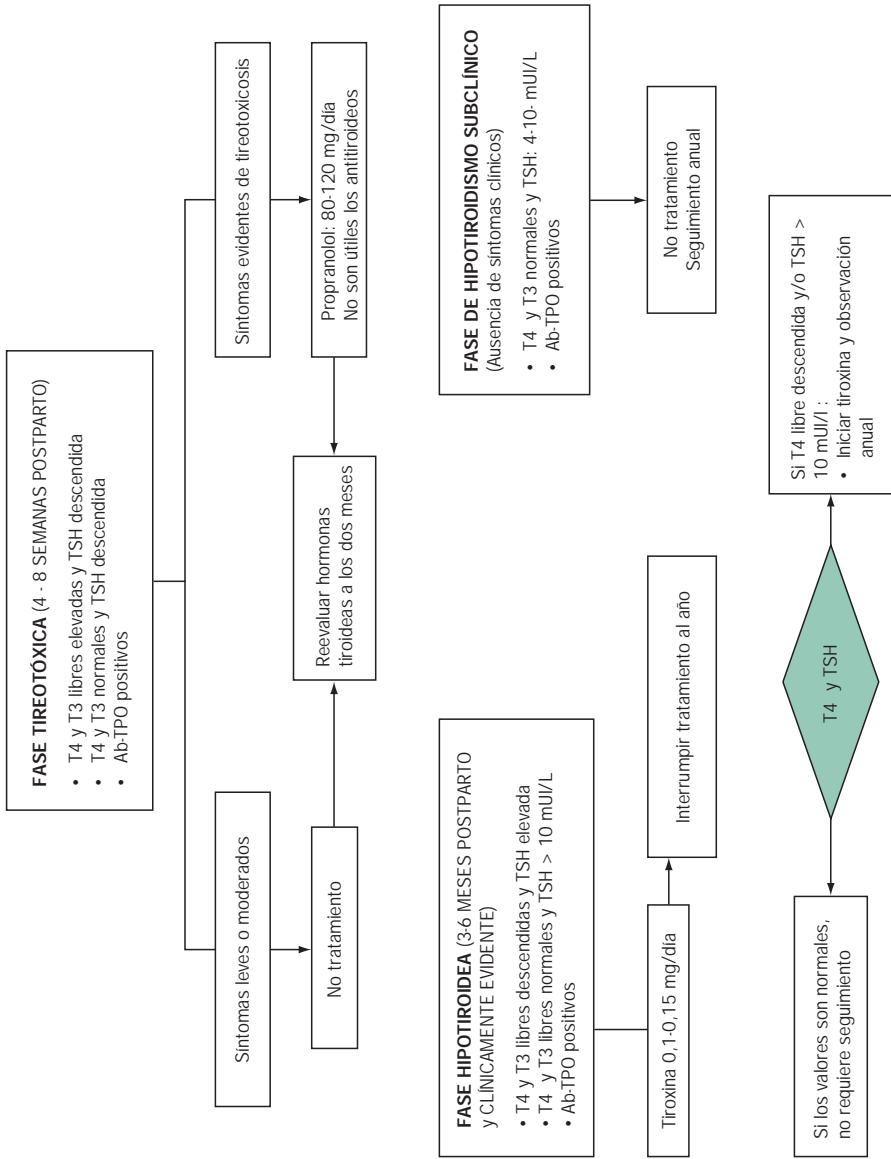 FASE TIREOTÓXICA (4 - 8 SEMANAS POSTPARTO)
• T4 y T3 libres elevadas y TSH descendida
• T4 y T3 normales y TSH descendida
• Ab-TPO positivos
Síntomas leves o moderados
Síntomas evidentes de tireotoxicosis
No tratamiento
Propranolol: 80-120 mg/día
No son útiles los antitiroideos
Reevaluar hormonas
tiroideas a los dos meses
FASE HIPOTIROIDEA (3-6 MESES POSTPARTO
y CLÍNICAMENTE EVIDENTE)
• T4 y T3 libres descendidas y TSH elevada
• T4 y T3 libres normales y TSH > 10 mUI/L
• Ab-TPO positivos
Tiroxina 0,1-0,15 mg/día
Interrumpir tratamiento al año
FASE DE HIPOTIROIDISMO SUBCLÍNICO
(Ausencia de síntomas clínicos)
• T4 y T3 normales y TSH: 4-10- mUI/L
• Ab-TPO positivos
No tratamiento
Seguimiento anual
T4 y TSH
Si los valores son normales,
no requiere seguimiento
Si T4 libre descendida y/o TSH >
10 mUI/l :
• Iniciar tiroxina y observación
anual